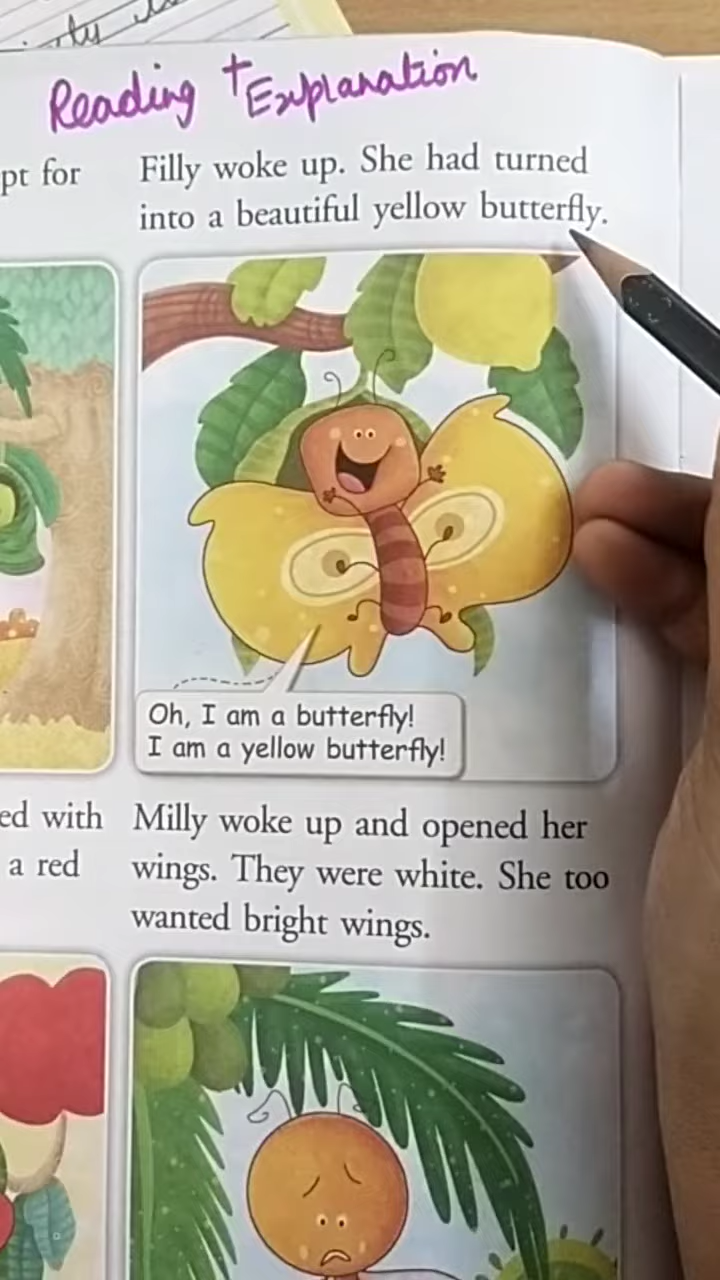 Reading + Explanation
pt for
Filly woke up. She had turned
into a beautiful yellow butterfly.
Oh, I am a butterfly!
I am a yellow butterfly!
ed with
a red
Milly woke up and opened her
wings. They were white. She too
wanted bright wings.